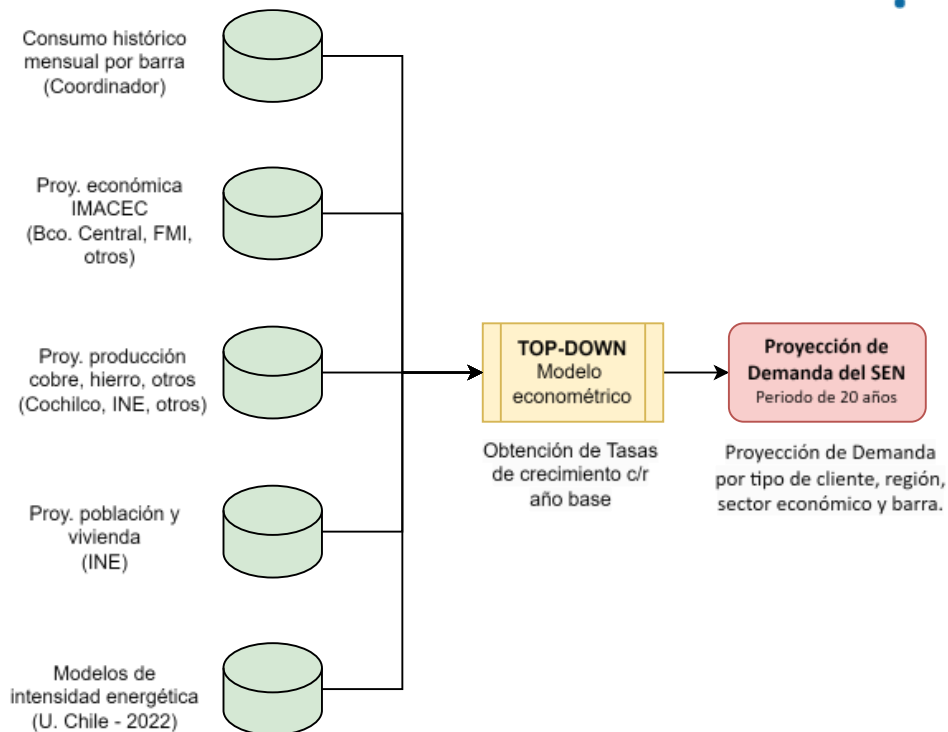 Consumo histórico
mensual por barra
(Coordinador)
Proy. económica
IMACEC
(Bco. Central, FMI,
otros)
Proy. producción
cobre, hierro, otros
(Cochilco, INE, otros)
Proy. población y
vivienda
(INE)
Modelos de
intensidad energética
(U. Chile - 2022)
TOP-DOWN
Modelo
econométrico
Obtención de Tasas
de crecimiento c/r
año base
Proyección de
Demanda del SEN
Periodo de 20 años
Proyección de Demanda
por tipo de cliente, región,
sector económico y barra.